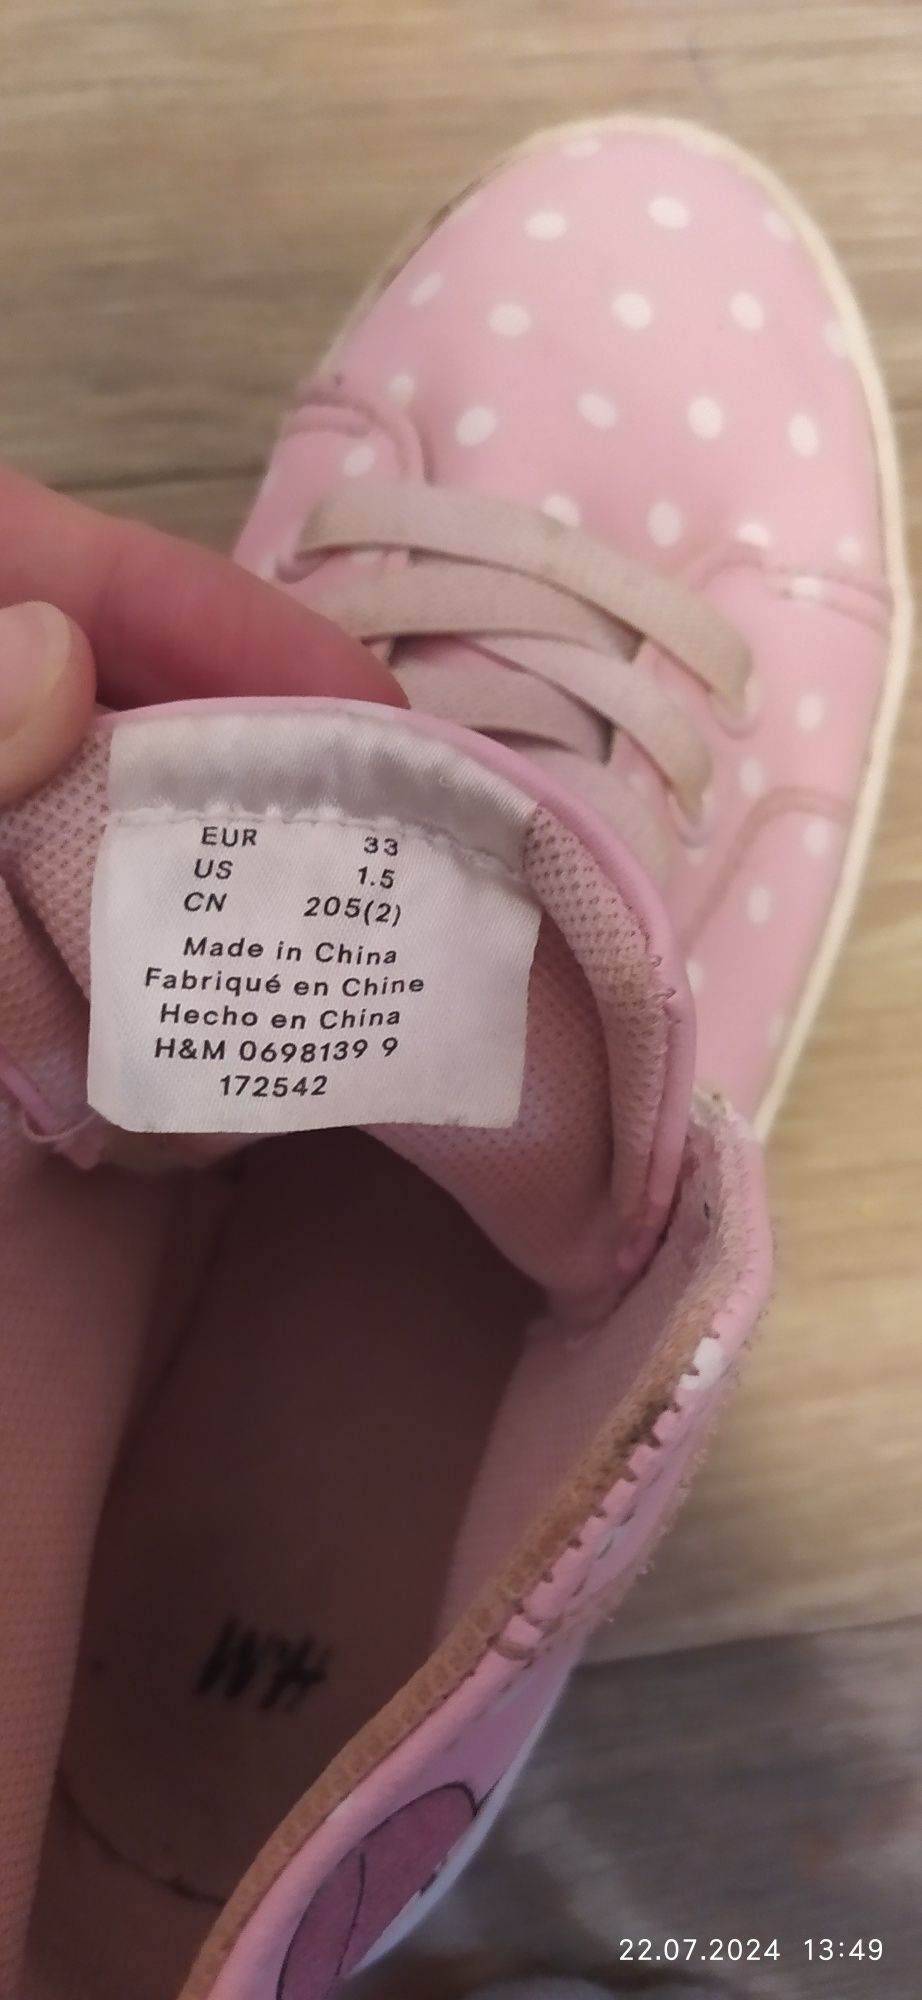 EUR 33
US 1.5
CN 205(2)
Made in China
Fabriqué en Chine
Hecho en China
H&M 0698139 9
172542
H&M
22.07.2024 13:49